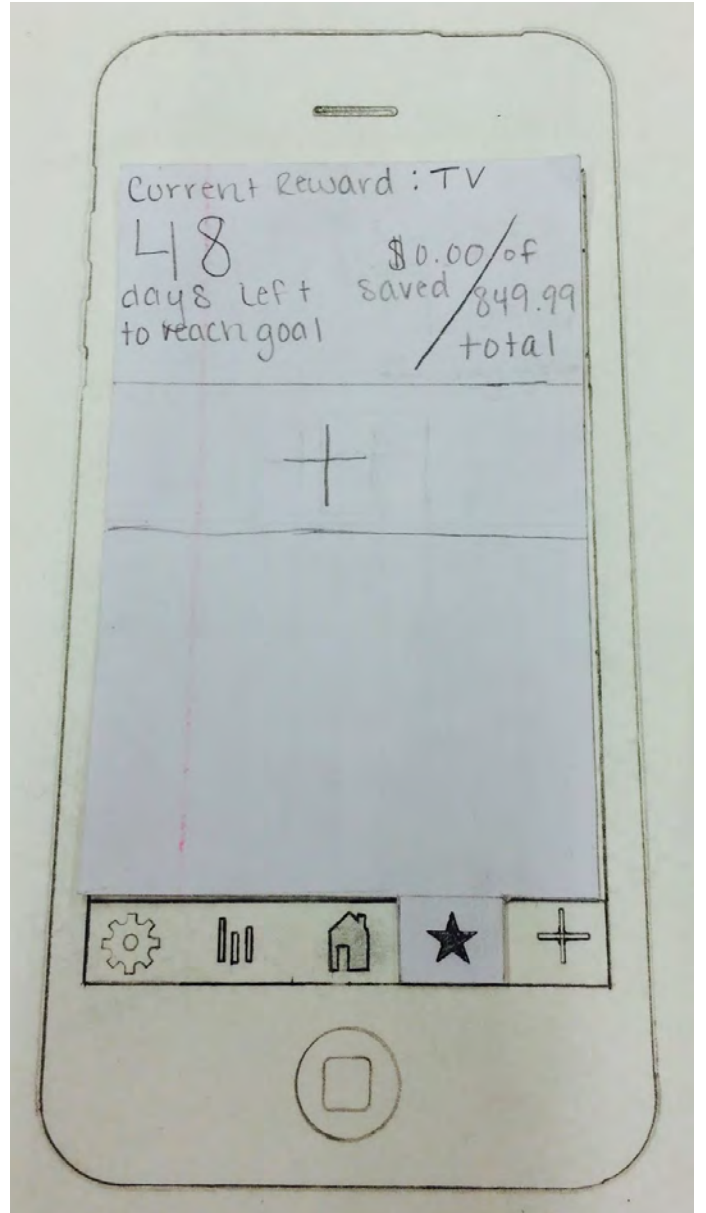 Current Reward : TV
48
days left
to reach goal
$0.00/of
saved 849.99
total